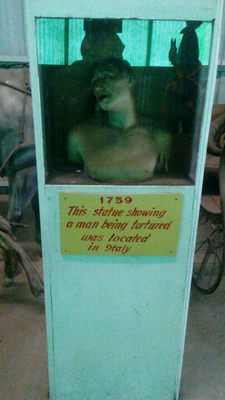 1759
This statue showing
a man being tortured
was located
in Italy